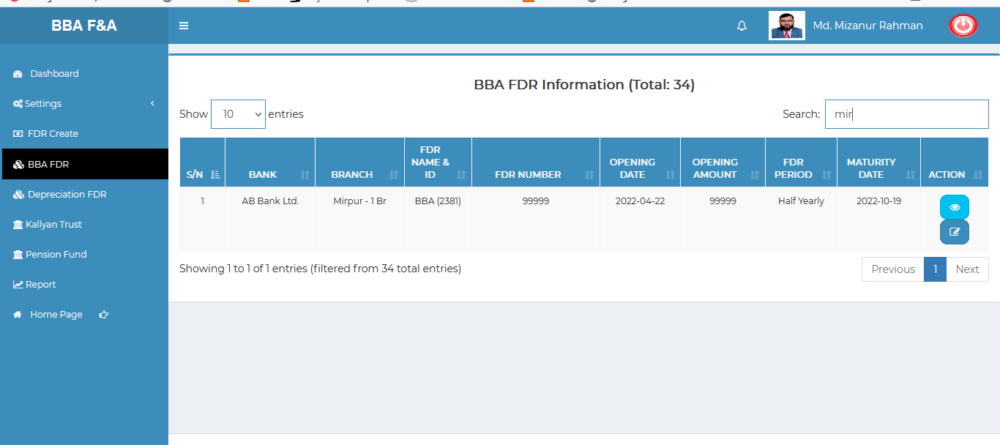 BBA F&A
Md. Mizanur Rahman
Dashboard
Settings
FDR Create
BBA FDR
Depreciation FDR
Kallyan Trust
Pension Fund
Report
Home Page
BBA FDR Information (Total: 34)
Show 10 entries
Search: mir
S/N BANK BRANCH FDR NAME & ID FDR NUMBER OPENING DATE OPENING AMOUNT FDR PERIOD MATURITY DATE ACTION
1 AB Bank Ltd. Mirpur - 1 Br BBA (2381) 99999 2022-04-22 99999 Half Yearly 2022-10-19
Showing 1 to 1 of 1 entries (filtered from 34 total entries)
Previous 1 Next